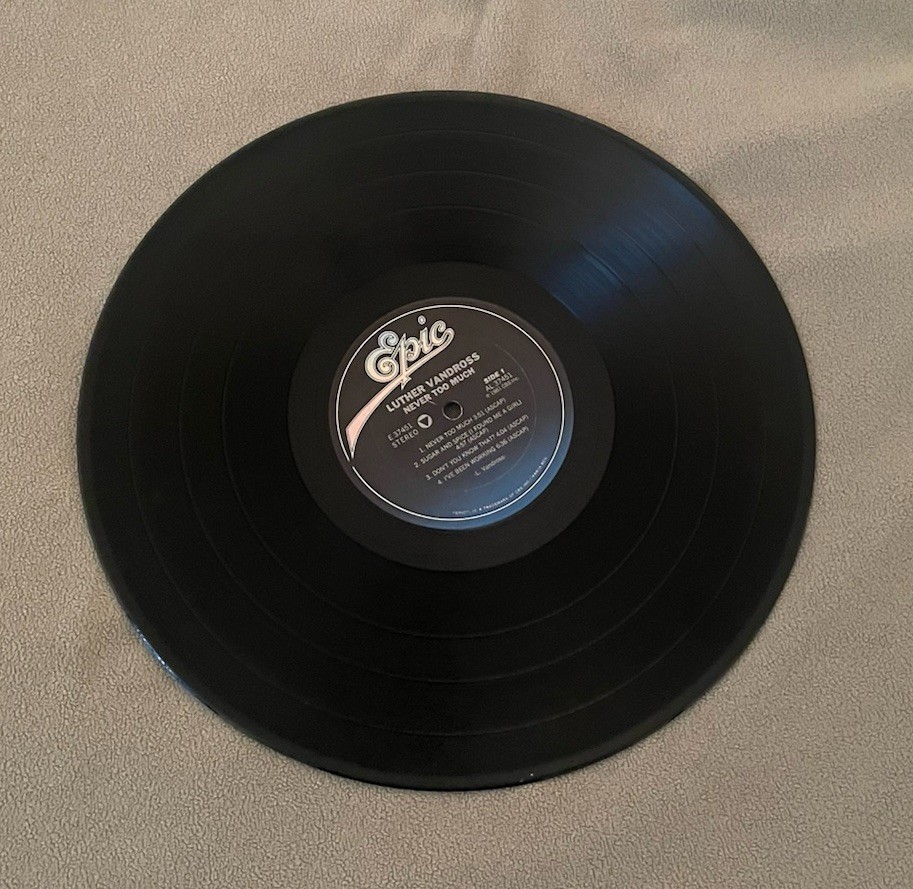 Epic
LUTHER VANDROSS
NEVER TOO MUCH
SIDE 1
AL 37451
E 37451
STEREO
1. NEVER TOO MUCH 3:51 (ASCAP)
2. SUGAR AND SPICE (I FOUND ME A GIRL)
4:57 (ASCAP)
3. DON'T YOU KNOW THAT? 4:04 (ASCAP)
4. I'VE BEEN WORKING 6:36 (ASCAP)
-L. Vandross-